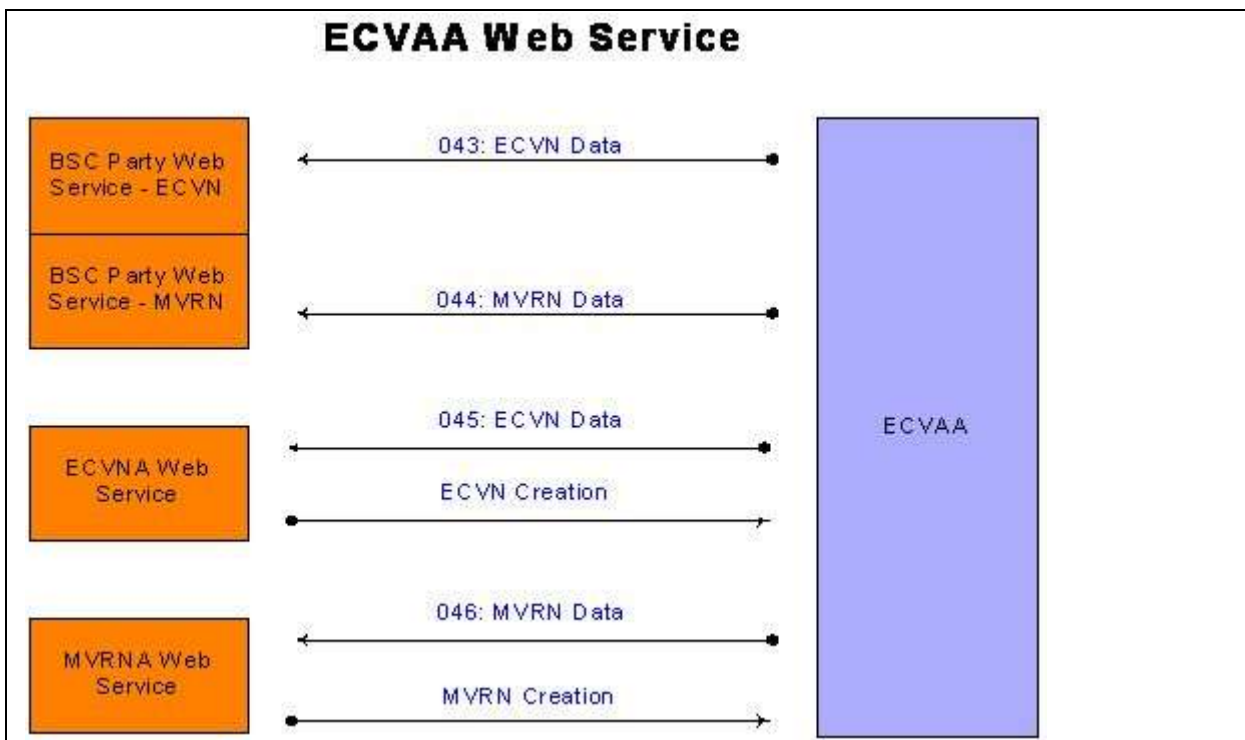 ECVAA Web Service
BSC Party Web
Service - ECVN
043: ECVN Data
BSC Party Web
Service - MVRN
044: MVRN Data
045: ECVN Data
ECVAA
ECVNA Web
Service
ECVN Creation
046: MVRN Data
MVRNA Web
Service
MVRN Creation